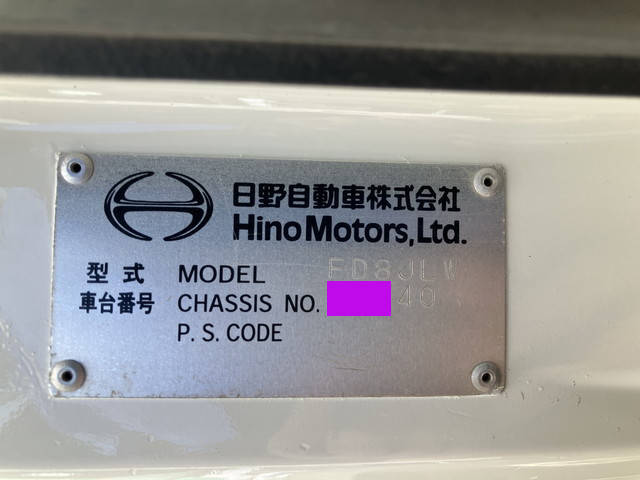 日野自動車株式会社
Hino Motors, Ltd.
型式 MODEL FD8JLW
車台番号 CHASSIS NO. 40
P. S. CODE